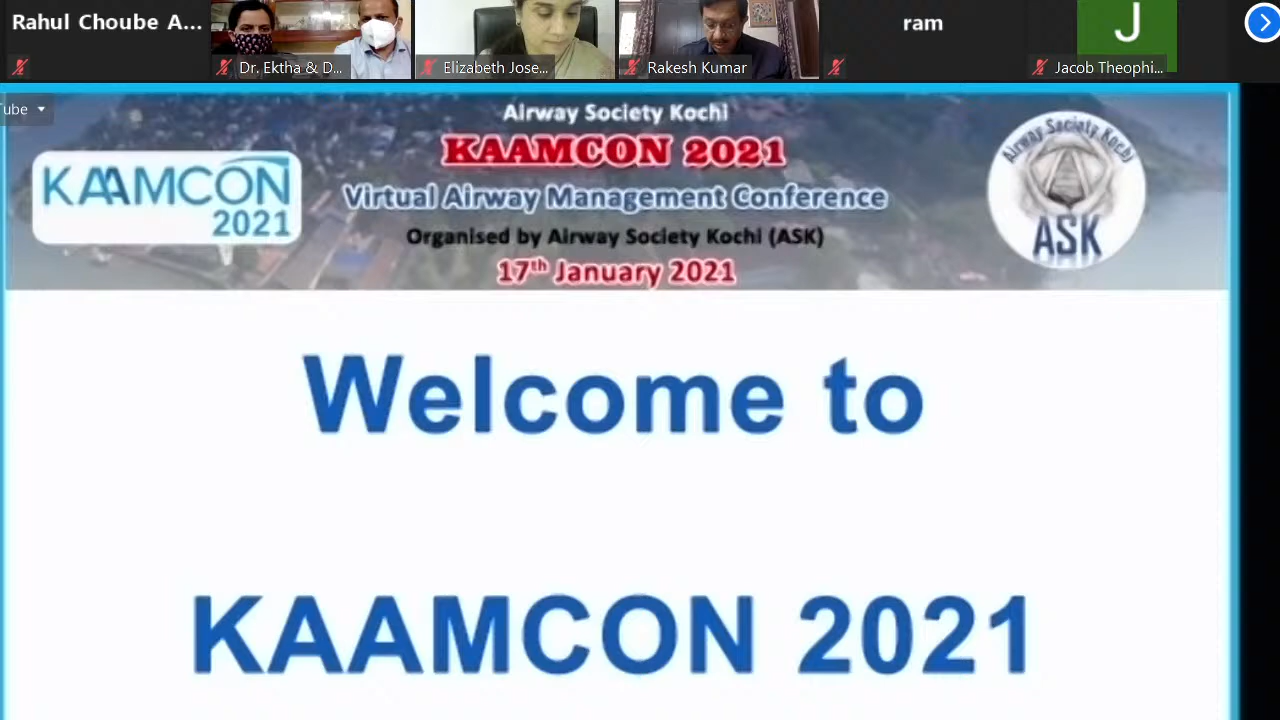 Rahul Choube A...
Dr. Ektha & D...
Elizabeth Jose...
Rakesh Kumar
ram
J
Jacob Theophi...
Tube
Airway Society Kochi
KAAMCON 2021
Virtual Airway Management Conference
Organised by Airway Society Kochi (ASK)
17th January 2021
KAAMCON
2021
Airway Society Kochi
ASK
Welcome to
KAAMCON 2021